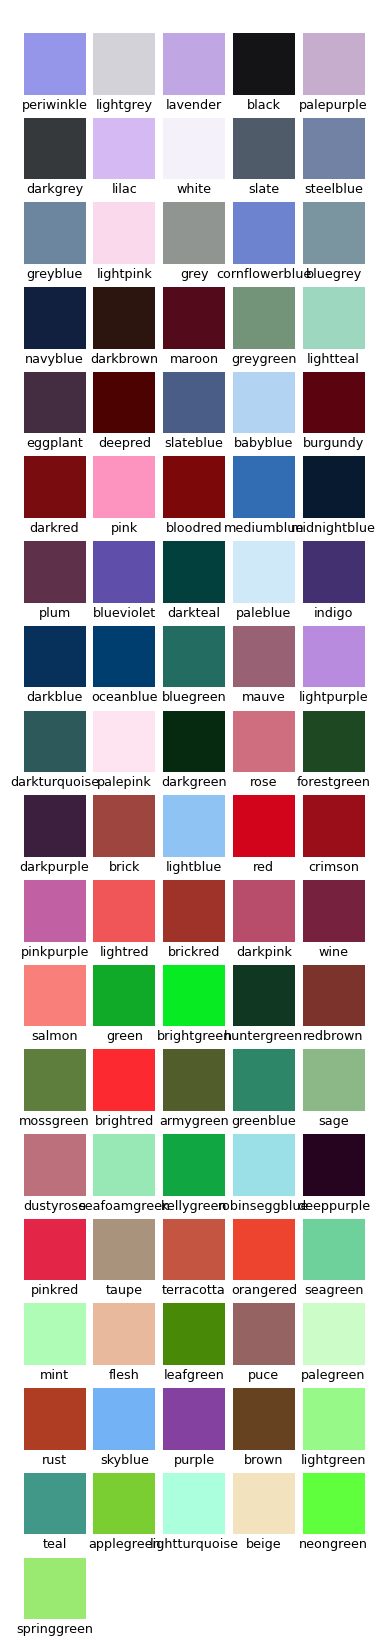 periwinkle lightgrey lavender black palepurple
darkgrey lilac white slate steelblue
greyblue lightpink grey cornflowerblue bluegrey
navyblue darkbrown maroon greygreen lightteal
eggplant deepred slateblue babyblue burgundy
darkred pink bloodred mediumblue midnightblue
plum blueviolet darkteal paleblue indigo
darkblue oceanblue bluegreen mauve lightpurple
darkturquoise palepink darkgreen rose forestgreen
darkpurple brick lightblue red crimson
pinkpurple lightred brickred darkpink wine
salmon green brightgreen huntergreen redbrown
mossgreen brightred armygreen greenblue sage
dustyrose seafoamgreen kellygreen robinseggblue deeppurple
pinkred taupe terracotta orangered seagreen
mint flesh leafgreen puce palegreen
rust skyblue purple brown lightgreen
teal applegreen lightturquoise beige neongreen
springgreen